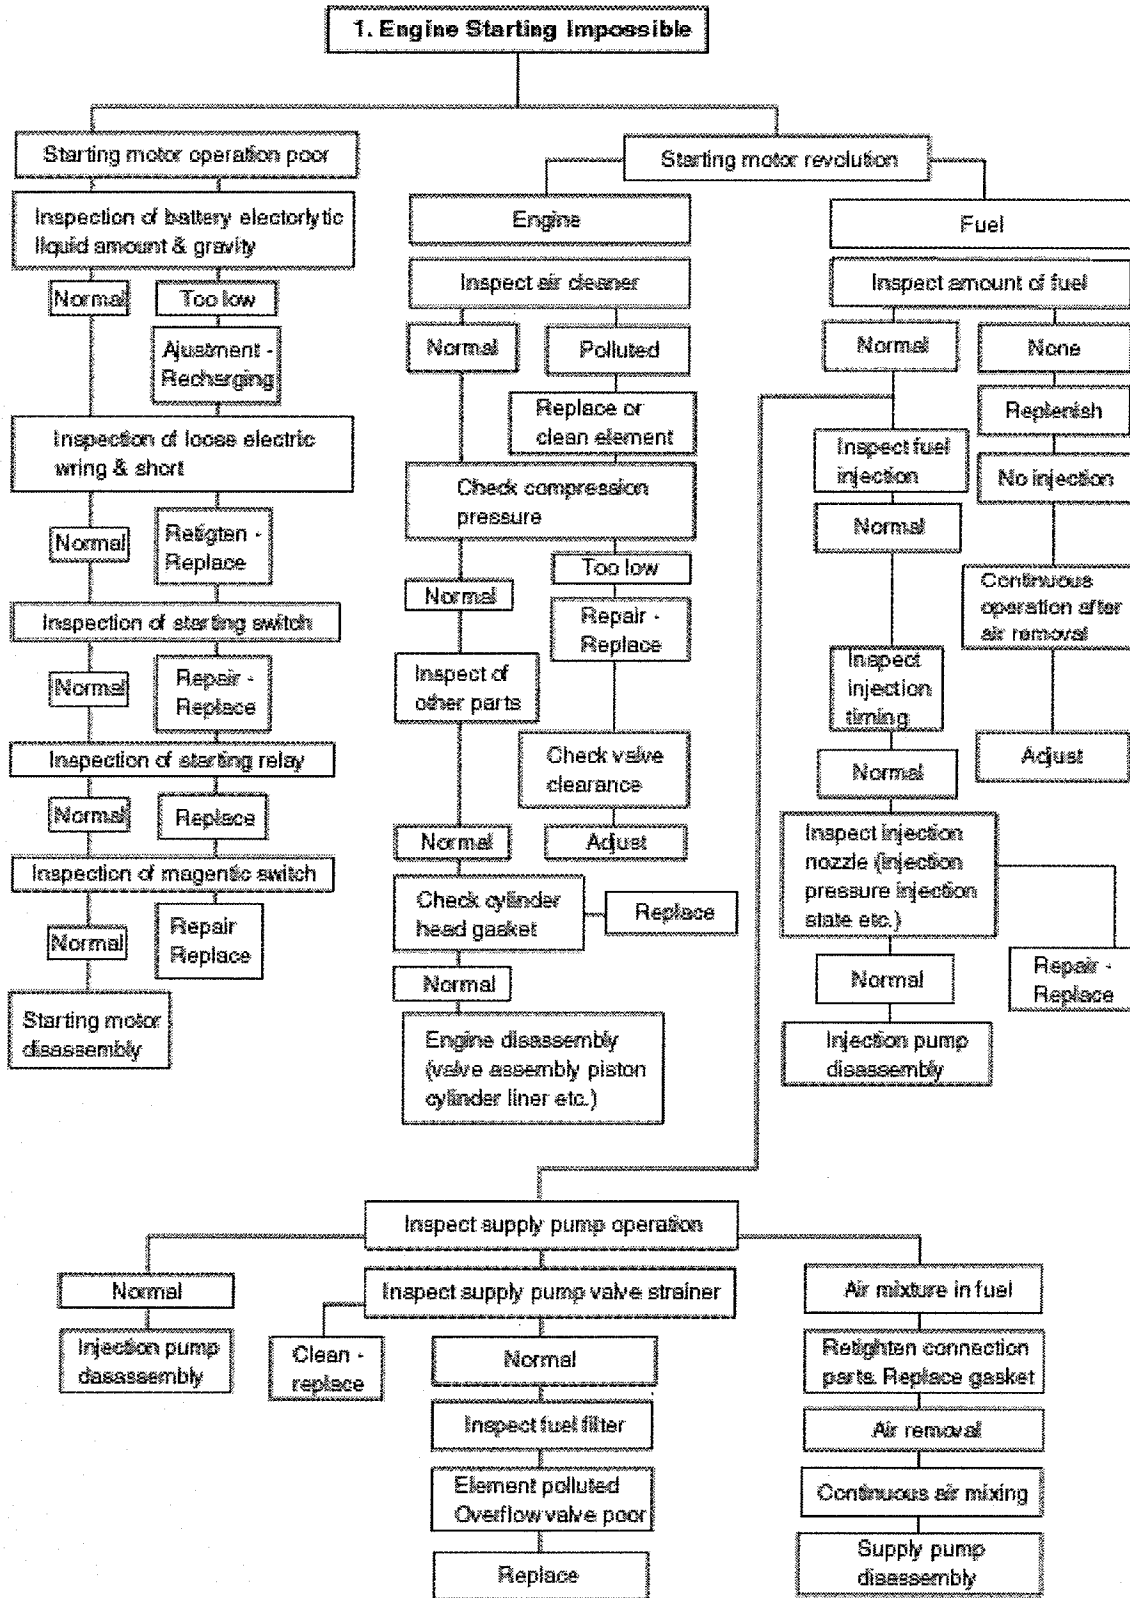 1. Engine Starting Impossible
Starting motor operation poor
Starting motor revolution
Inspection of battery electorlytic
liquid amount & gravity
Engine
Fuel
Inspect air cleaner
Inspect amount of fuel
Normal
Too low
Normal
Polluted
Normal
None
Ajustment -
Recharging
Replace or
clean element
Replenish
Inspection of loose electric
wring & short
Check compression
pressure
Inspect fuel
injection
No injection
Normal
Retigten -
Replace
Normal
Too low
Normal
Continuous
operation after
air removal
Inspection of starting switch
Repair -
Replace
Normal
Repair -
Replace
Inspect of
other parts
Inspect
injection
timing
Inspection of starting relay
Check valve
clearance
Normal
Adjust
Normal
Replace
Normal
Adjust
Inspect injection
nozzle (injection
pressure injection
state etc.)
Inspection of magentic switch
Check cylinder
head gasket
Replace
Normal
Repair
Replace
Normal
Normal
Repair -
Replace
Starting motor
disassembly
Engine disassembly
(valve assembly piston
cylinder liner etc.)
Injection pump
disassembly
Inspect supply pump operation
Normal
Inspect supply pump valve strainer
Air mixture in fuel
Injection pump
dasassembly
Clean -
replace
Normal
Retighten connection
parts. Replace gasket
Inspect fuel filter
Air removal
Element polluted
Overflow valve poor
Continuous air mixing
Replace
Supply pump
disassembly